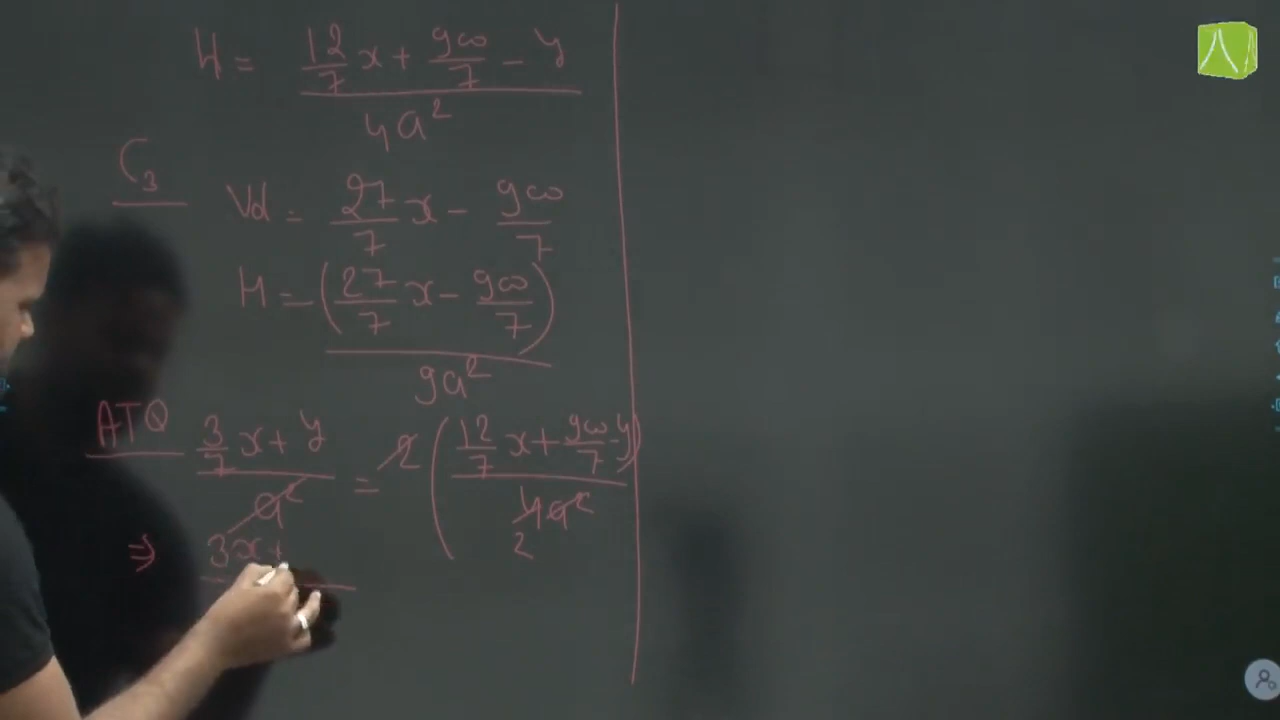 H = (12/7 x + 9ω/7 - y) / 4a²
C₃
Vd = 27/7 x - 9ω/7
H = (27/7 x - 9ω/7) / 9a²
ATQ (3/7 x + y) / a² = 2 ((12/7 x + 9ω/7 - y) / 4a²
2
⇒ 3x +